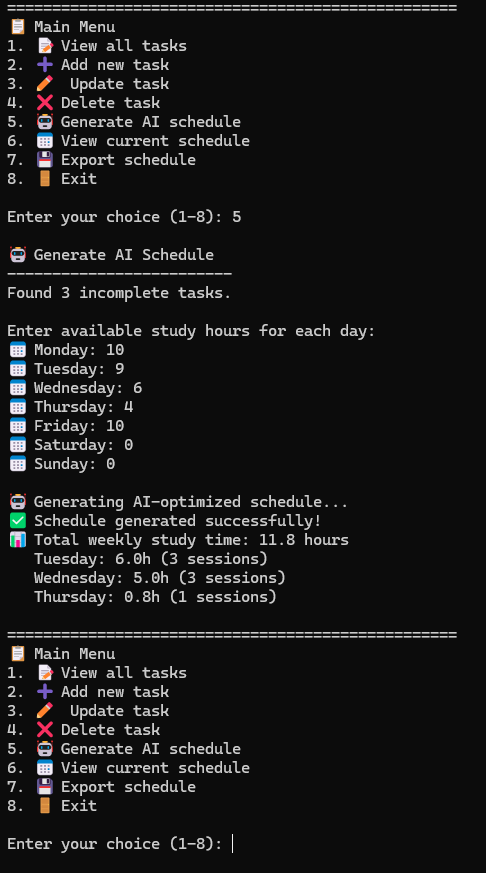 ==================================================
📋 Main Menu
1. 📝 View all tasks
2. ➕ Add new task
3. ✏️  Update task
4. ❌ Delete task
5. 🤖 Generate AI schedule
6. 📅 View current schedule
7. 💾 Export schedule
8. 🚪 Exit
Enter your choice (1-8): 5
🤖 Generate AI Schedule
-------------------------
Found 3 incomplete tasks.
Enter available study hours for each day:
📅 Monday: 10
📅 Tuesday: 9
📅 Wednesday: 6
📅 Thursday: 4
📅 Friday: 10
📅 Saturday: 0
📅 Sunday: 0
🤖 Generating AI-optimized schedule...
✅ Schedule generated successfully!
📊 Total weekly study time: 11.8 hours
   Tuesday: 6.0h (3 sessions)
   Wednesday: 5.0h (3 sessions)
   Thursday: 0.8h (1 sessions)
==================================================
📋 Main Menu
1. 📝 View all tasks
2. ➕ Add new task
3. ✏️  Update task
4. ❌ Delete task
5. 🤖 Generate AI schedule
6. 📅 View current schedule
7. 💾 Export schedule
8. 🚪 Exit
Enter your choice (1-8):